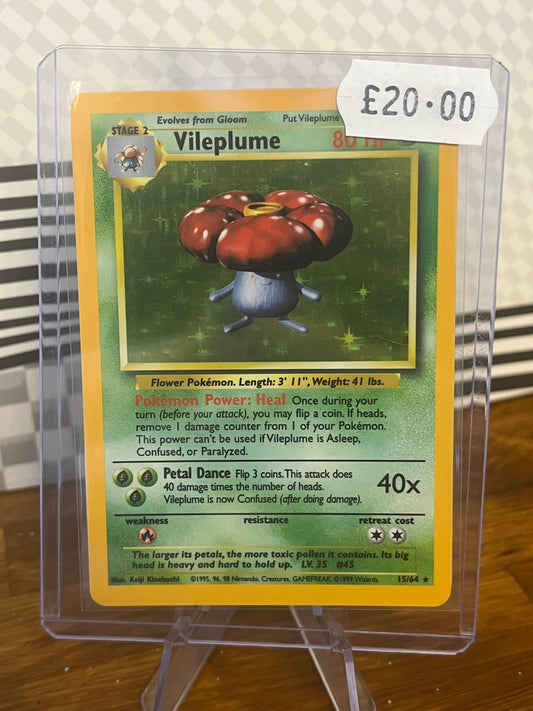 £20.00
Evolves from Gloom Put Vileplume
STAGE 2
Vileplume 80 HP
Flower Pokémon. Length: 3' 11", Weight: 41 lbs.
Pokémon Power: Heal Once during your
turn (before your attack), you may flip a coin. If heads,
remove 1 damage counter from 1 of your Pokémon.
This power can't be used if Vileplume is Asleep,
Confused, or Paralyzed.
Petal Dance Flip 3 coins. This attack does
40 damage times the number of heads.
Vileplume is now Confused (after doing damage).
40x
weakness resistance retreat cost
The larger its petals, the more toxic pollen it contains. Its big
head is heavy and hard to hold up. LV. 35 #45
Illus. Keiji Kinebuchi ©1995, 96, 98 Nintendo, Creatures, GAMEFREAK. ©1999 Wizards. 15/64 ★